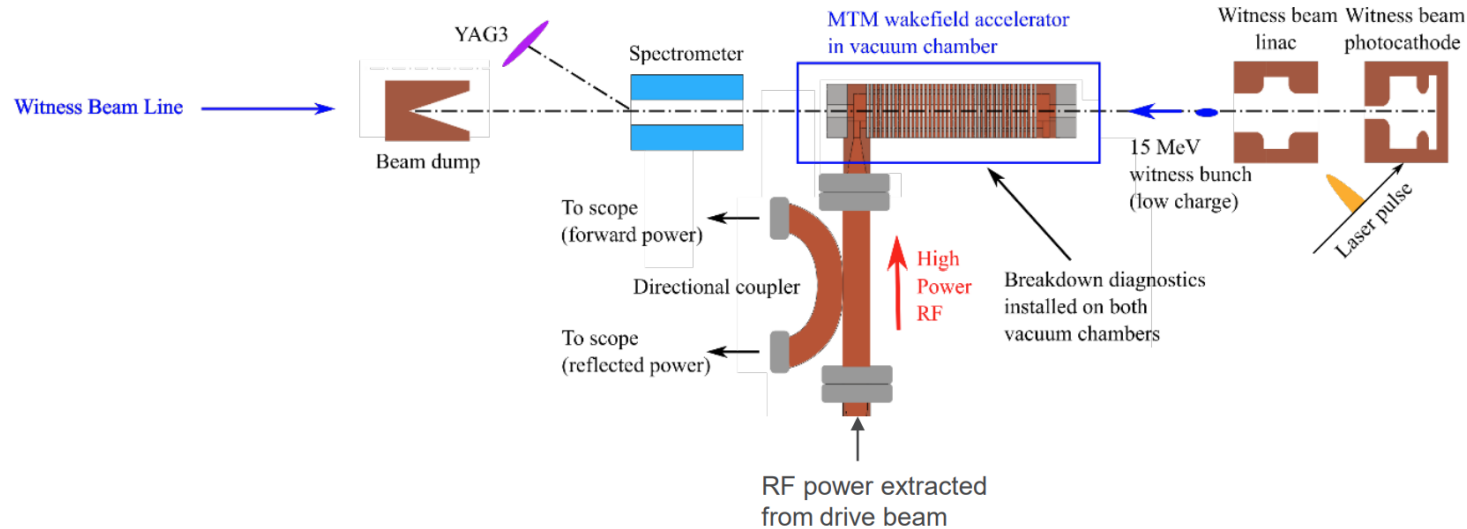 YAG3
Spectrometer
MTM wakefield accelerator
in vacuum chamber
Witness beam
linac
Witness beam
photocathode
Witness Beam Line
Beam dump
15 MeV
witness bunch
(low charge)
Laser pulse
To scope
(forward power)
Directional coupler
High
Power
RF
Breakdown diagnostics
installed on both
vacuum chambers
To scope
(reflected power)
RF power extracted
from drive beam